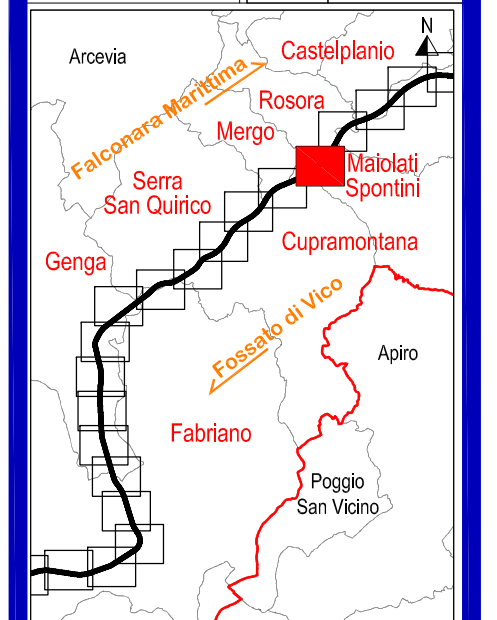 N
Arcevia
Castelplanio
Falconara Marittima
Rosora
Mergo
Maiolati
Spontini
Serra
San Quirico
Cupramontana
Genga
Fossato di Vico
Apiro
Fabriano
Poggio
San Vicino